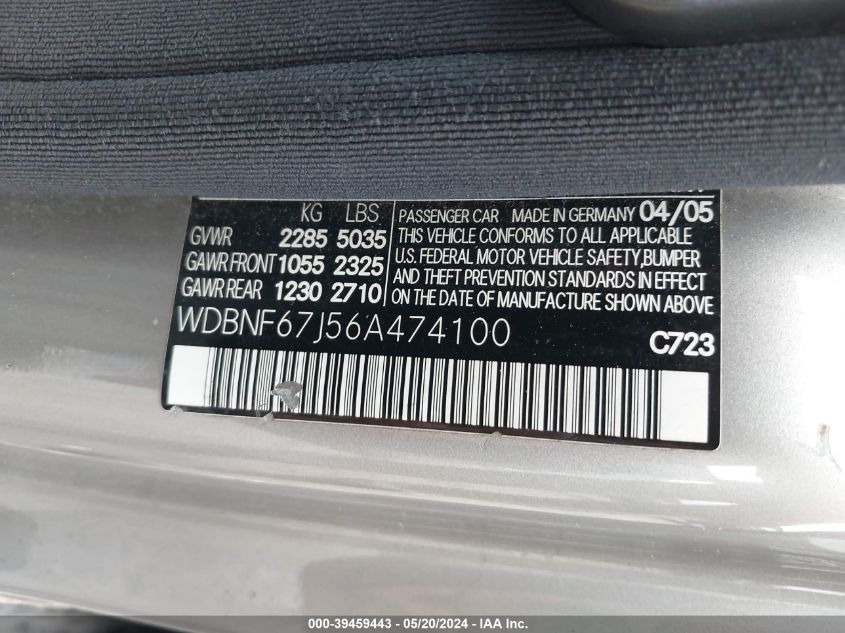 KG LBS
GVWR 2285 5035
GAWR FRONT 1055 2325
GAWR REAR 1230 2710
PASSENGER CAR MADE IN GERMANY 04/05
THIS VEHICLE CONFORMS TO ALL APPLICABLE
U.S. FEDERAL MOTOR VEHICLE SAFETY,BUMPER
AND THEFT PREVENTION STANDARDS IN EFFECT
ON THE DATE OF MANUFACTURE SHOWN ABOVE
WDBNF67J56A474100
C723
000-39459443 - 05/20/2024 - IAA Inc.